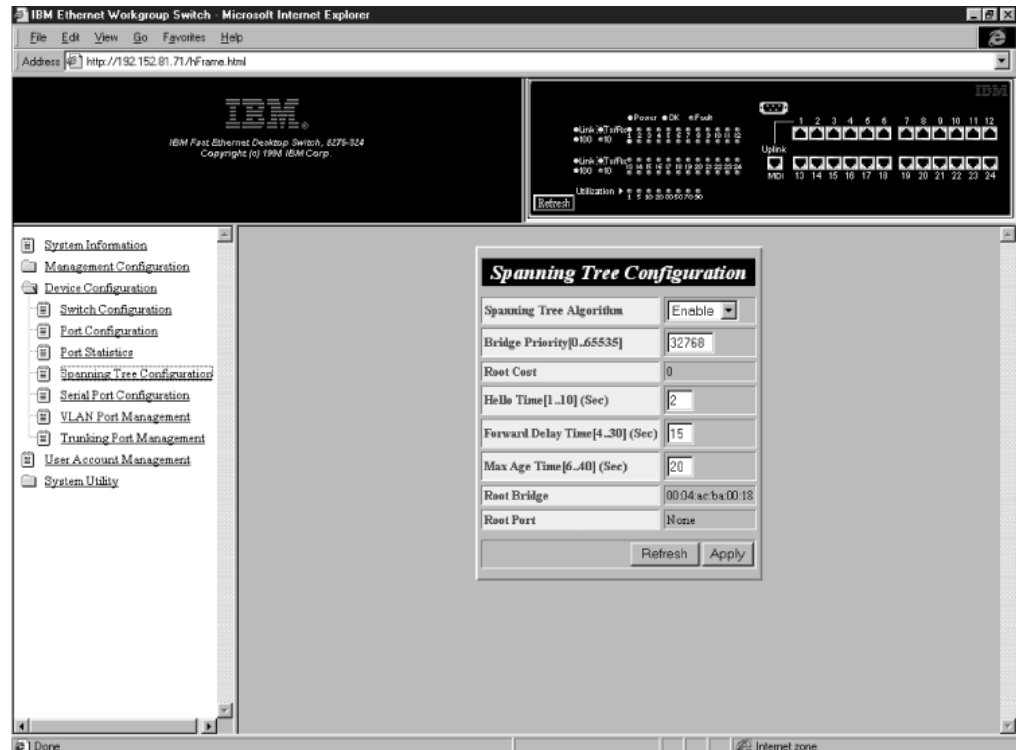 IBM Ethernet Workgroup Switch - Microsoft Internet Explorer
File Edit View Go Favorites Help
Address http://192.152.81.71/hFrame.html
IBM
IBM Fast Ethernet Desktop Switch, 8275-324
Copyright (c) 1998 IBM Corp.
IBM
Power OK Fault
Link Tx/Rx
100 10
1 2 3 4 5 6 7 8 9 10 11 12
Uplink
Link Tx/Rx
100 10
MDI 13 14 15 16 17 18 19 20 21 22 23 24
Utilization
Refresh
System Information
Management Configuration
Device Configuration
Switch Configuration
Port Configuration
Port Statistics
Spanning Tree Configuration
Serial Port Configuration
VLAN Port Management
Trunking Port Management
User Account Management
System Utility
Spanning Tree Configuration
Spanning Tree Algorithm Enable
Bridge Priority[0..65535] 32768
Root Cost 0
Hello Time[1..10] (Sec) 2
Forward Delay Time[4..30] (Sec) 15
Max Age Time[6..40] (Sec) 20
Root Bridge 00:04:ac:ba:00:18
Root Port None
Refresh Apply
Done
Internet zone